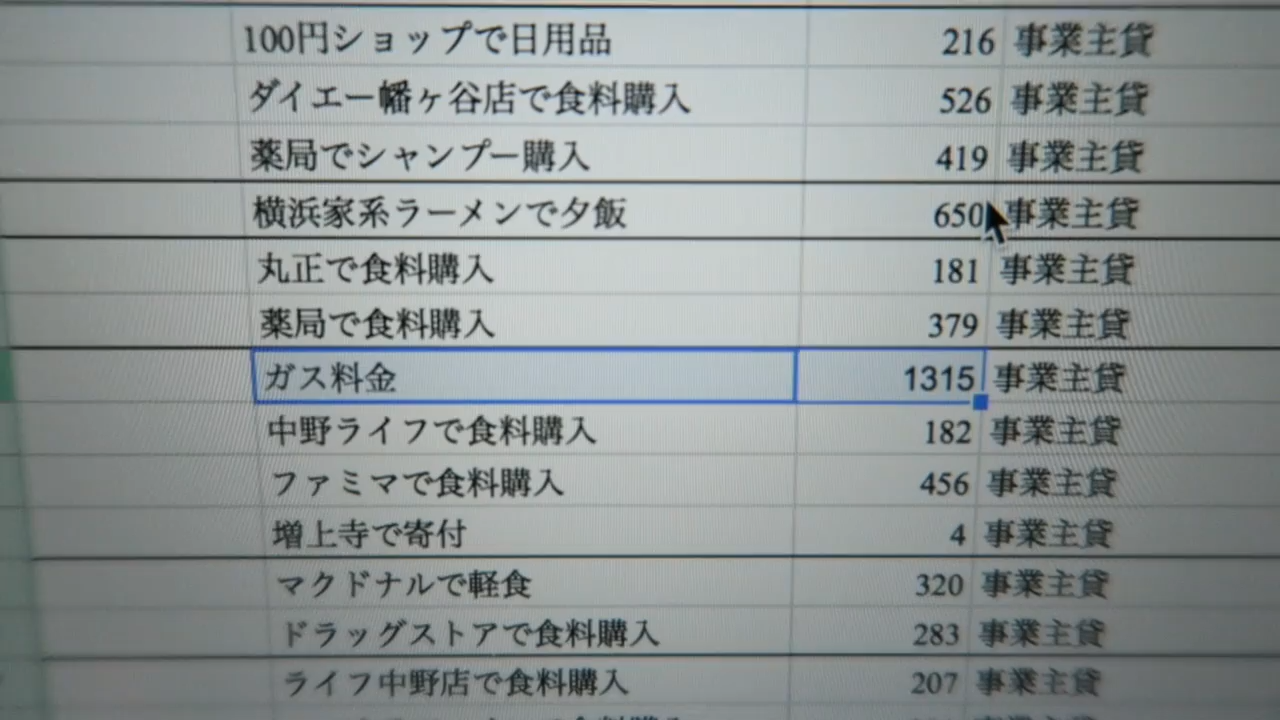 100円ショップで日用品 216 事業主貸
ダイエー幡ヶ谷店で食料購入 526 事業主貸
薬局でシャンプー購入 419 事業主貸
横浜家系ラーメンで夕飯 650 事業主貸
丸正で食料購入 181 事業主貸
薬局で食料購入 379 事業主貸
ガス料金 1315 事業主貸
中野ライフで食料購入 182 事業主貸
ファミマで食料購入 456 事業主貸
増上寺で寄付 4 事業主貸
マクドナルで軽食 320 事業主貸
ドラッグストアで食料購入 283 事業主貸
ライフ中野店で食料購入 207 事業主貸